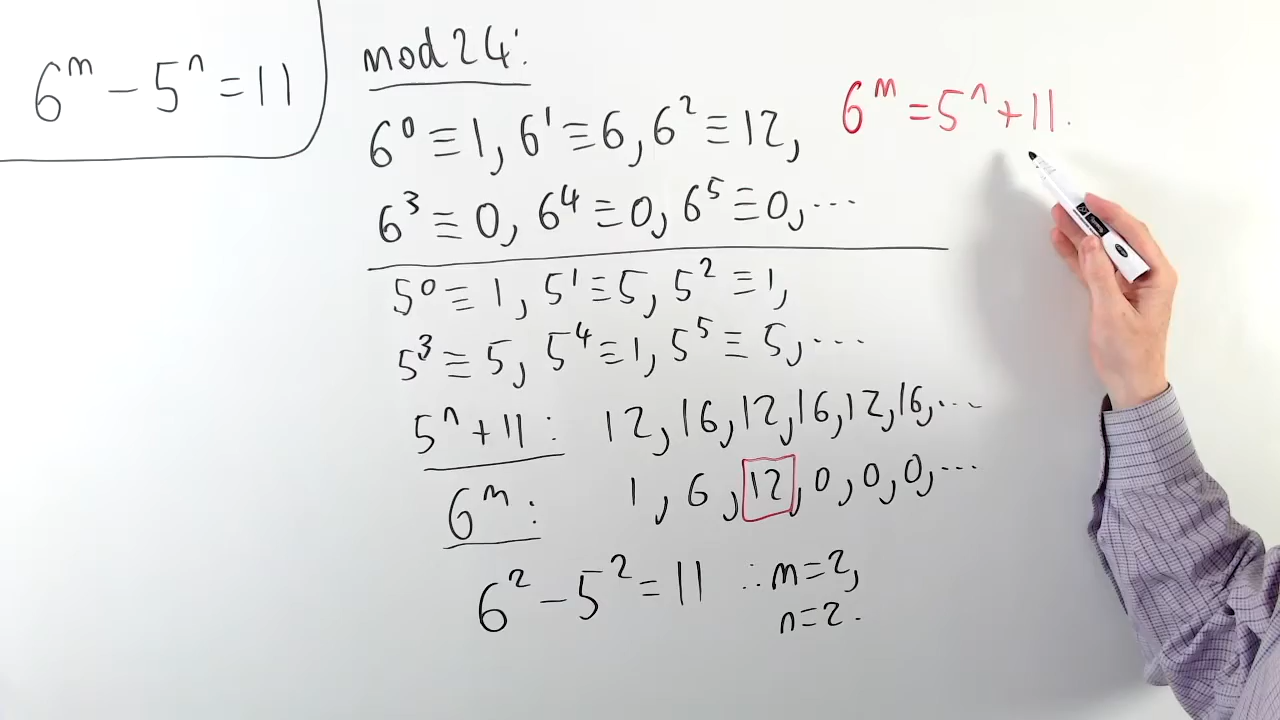 6^m − 5^n = 11
mod 24:
6^0 ≡ 1, 6^1 ≡ 6, 6^2 ≡ 12,
6^m = 5^n + 11.
6^3 ≡ 0, 6^4 ≡ 0, 6^5 ≡ 0, ...
5^0 ≡ 1, 5^1 ≡ 5, 5^2 ≡ 1,
5^3 ≡ 5, 5^4 ≡ 1, 5^5 ≡ 5, ...
5^n + 11 : 12, 16, 12, 16, 12, 16, ...
6^m : 1, 6, 12, 0, 0, 0, ...
6^2 − 5^2 = 11 ∴ m = 2,
n = 2.